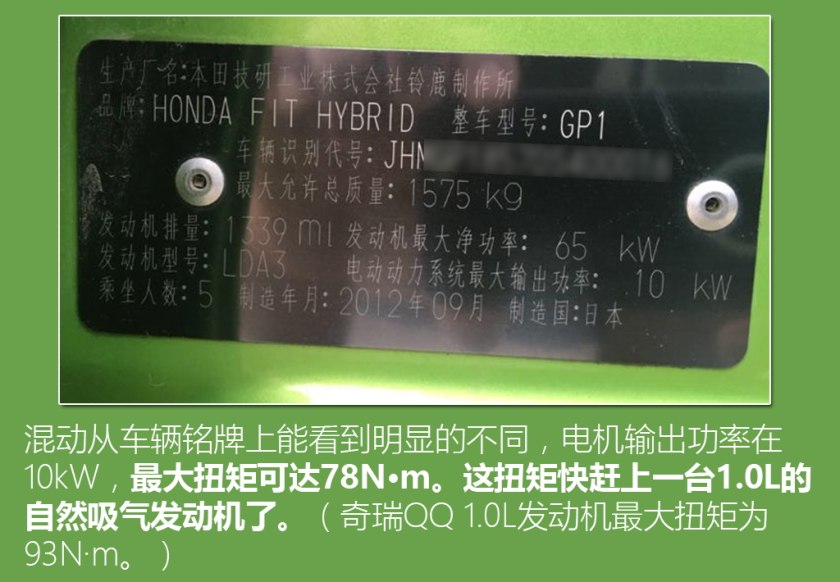 生产厂名:本田技研工业株式会社铃鹿制作所
品牌:HONDA FIT HYBRID 整车型号:GP1
车辆识别代号:JHM
最大允许总质量:1575 kg
发动机排量:1339 ml 发动机最大净功率: 65 kW
发动机型号:LDA3 电动动力系统最大输出功率: 10 kW
乘坐人数:5 制造年月:2012年09月 制造国:日本
混动从车辆铭牌上能看到明显的不同，电机输出功率在
10kW，最大扭矩可达78N•m。这扭矩快赶上一台1.0L的
自然吸气发动机了。（奇瑞QQ 1.0L发动机最大扭矩为
93N·m。）